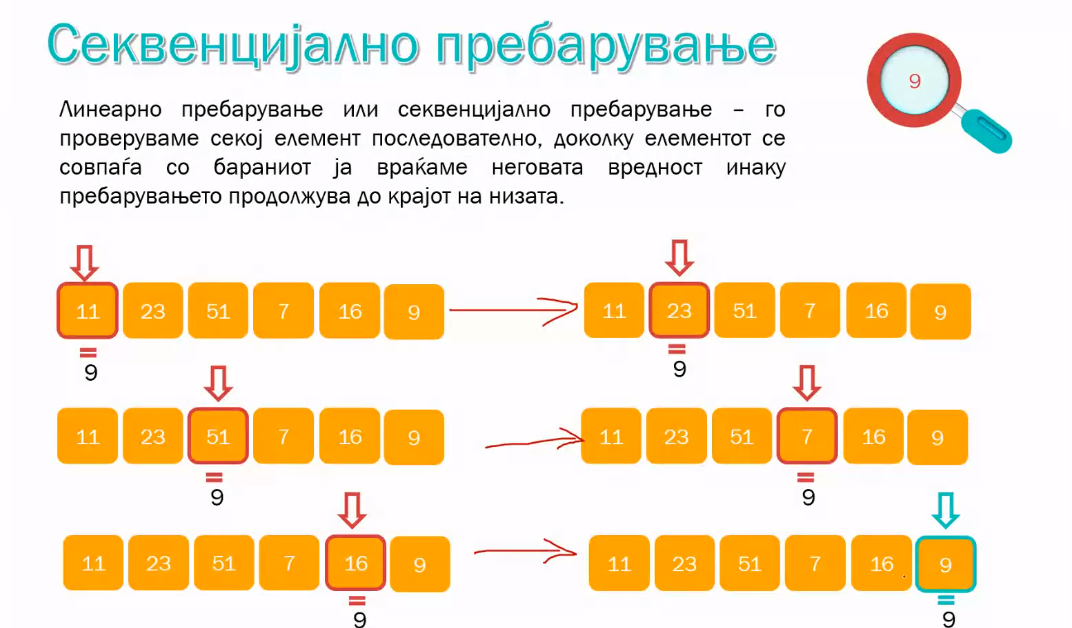 Секвенцијално пребарување
9
Линеарно пребарување или секвенцијално пребарување – го
проверуваме секој елемент последователно, доколку елементот се
совпаѓа со бараниот ја враќаме неговата вредност инаку
пребарувањето продолжува до крајот на низата.
11 23 51 7 16 9
=
9
11 23 51 7 16 9
=
9
11 23 51 7 16 9
=
9
11 23 51 7 16 9
=
9
11 23 51 7 16 9
=
9
11 23 51 7 16 9
=
9